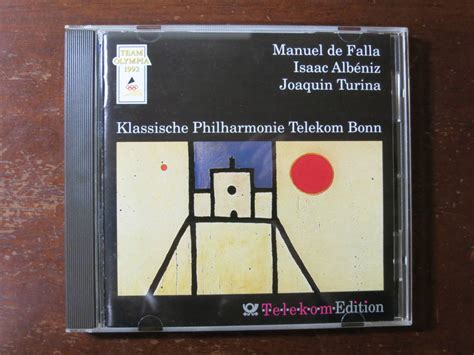 TEAM
OLYMPIA
1992
Manuel de Falla
Isaac Albéniz
Joaquin Turina
Klassische Philharmonie Telekom Bonn
Telekom Edition